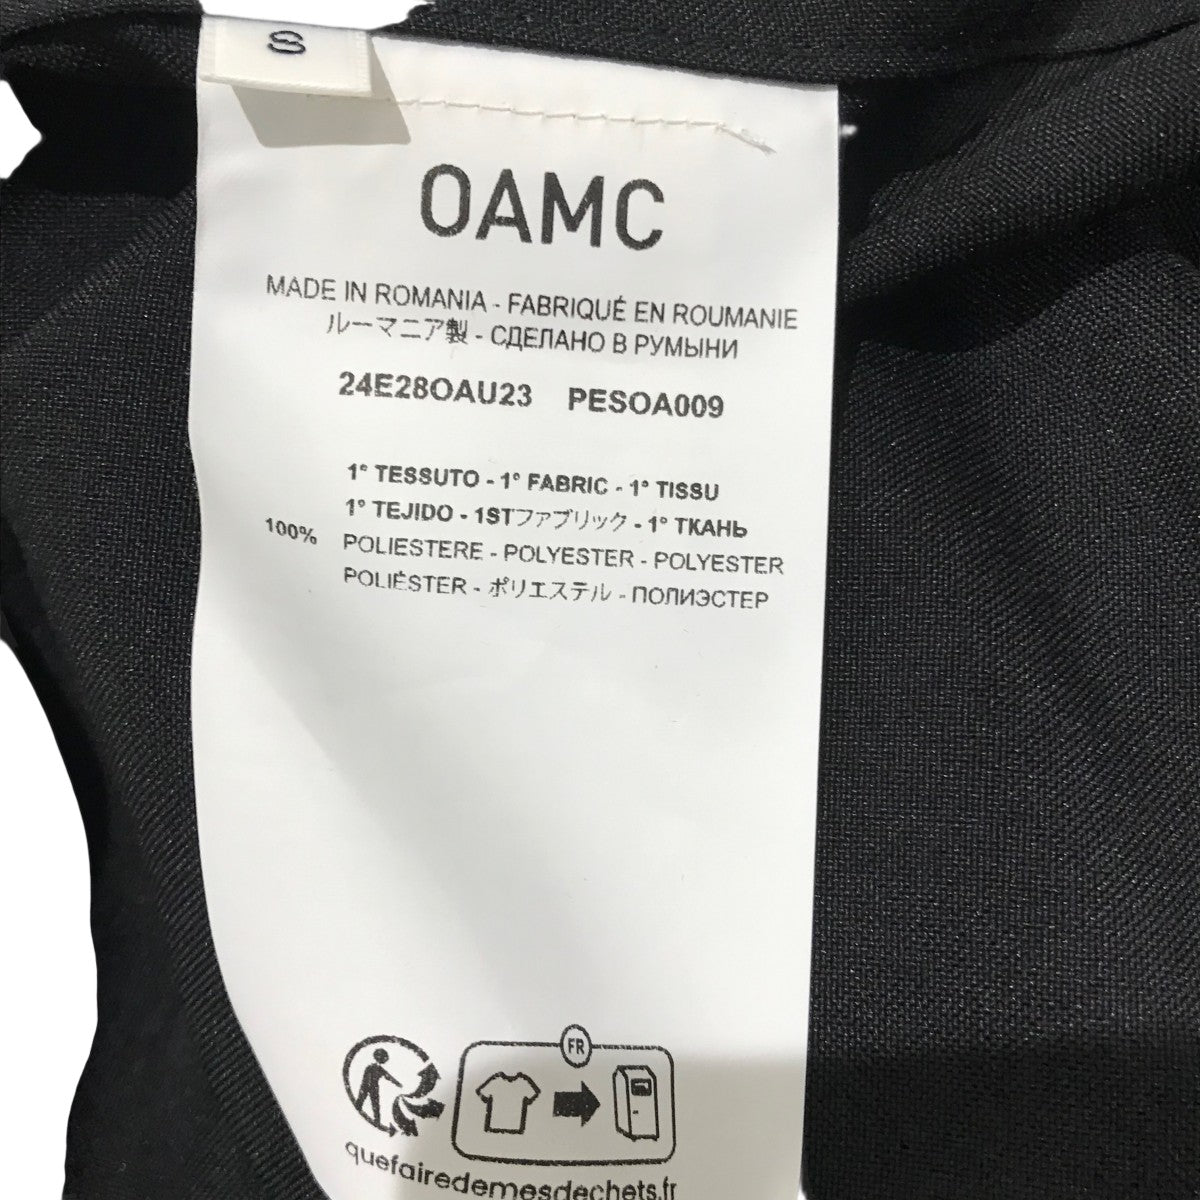 S
OAMC
MADE IN ROMANIA - FABRIQUÉ EN ROUMANIE
ルーマニア製 - СДЕЛАНО В РУМЫНИ
24E28OAU23 PESOA009
1° TESSUTO - 1° FABRIC - 1° TISSU
1° TEJIDO - 1STファブリック - 1° ТКАНЬ
100% POLIESTERE - POLYESTER - POLYESTER
POLIÉSTER - ポリエステル - ПОЛИЭСТЕР
FR
quefairedemesdechets.fr